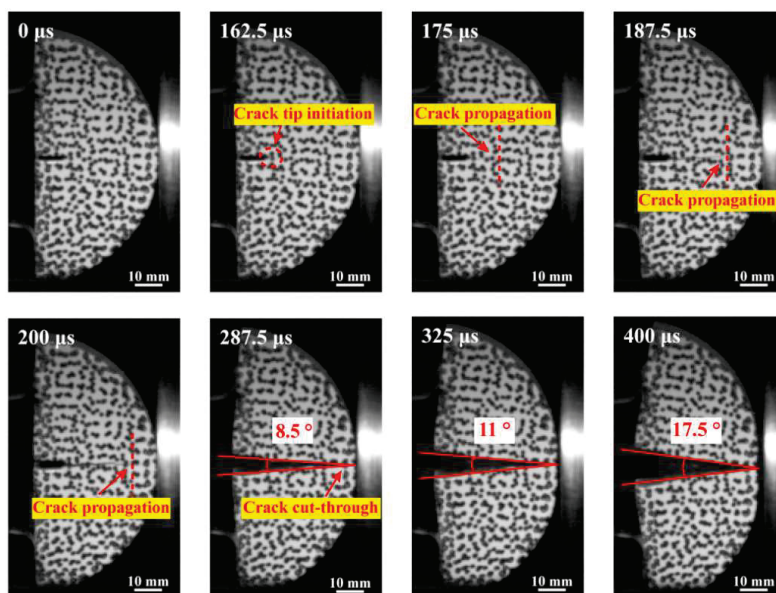 0 μs
162.5 μs
175 μs
187.5 μs
Crack tip initiation
Crack propagation
Crack propagation
10 mm
10 mm
10 mm
10 mm
200 μs
287.5 μs
325 μs
400 μs
8.5 °
11 °
17.5 °
Crack propagation
Crack cut-through
10 mm
10 mm
10 mm
10 mm